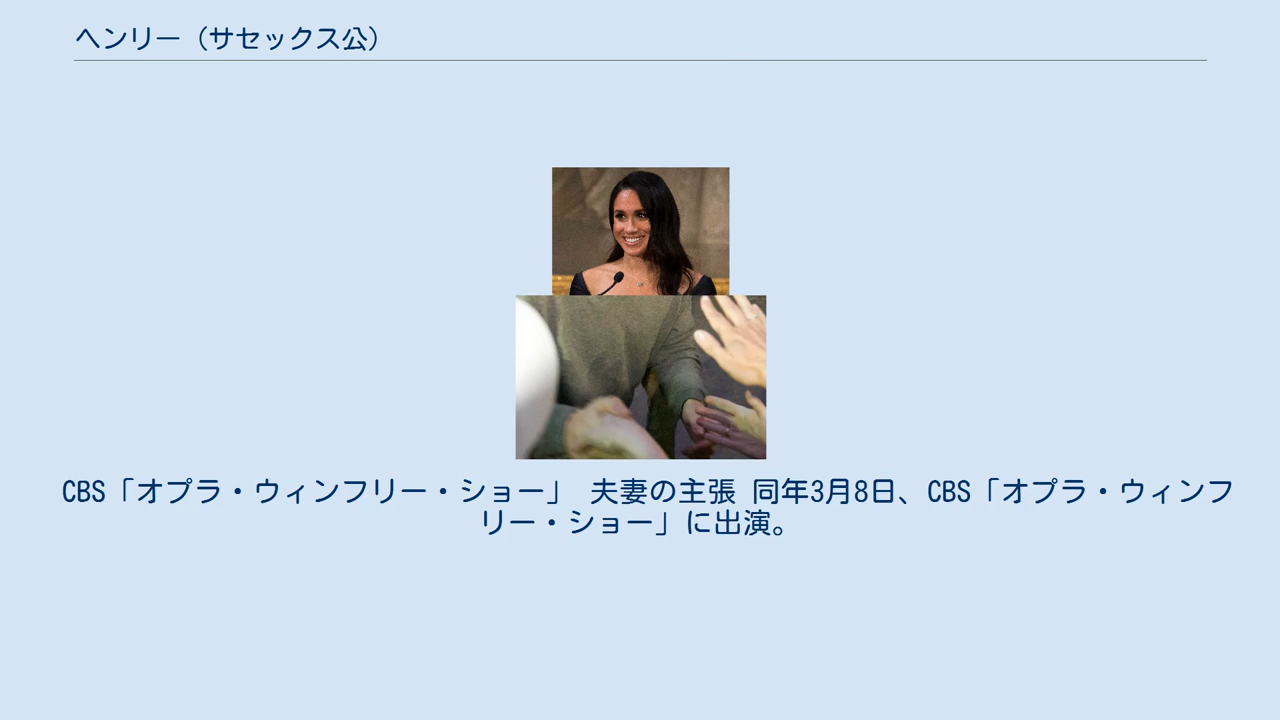 ヘンリー（サセックス公）
CBS「オプラ・ウィンフリー・ショー」 夫妻の主張 同年3月8日、CBS「オプラ・ウィンフ
リー・ショー」に出演。